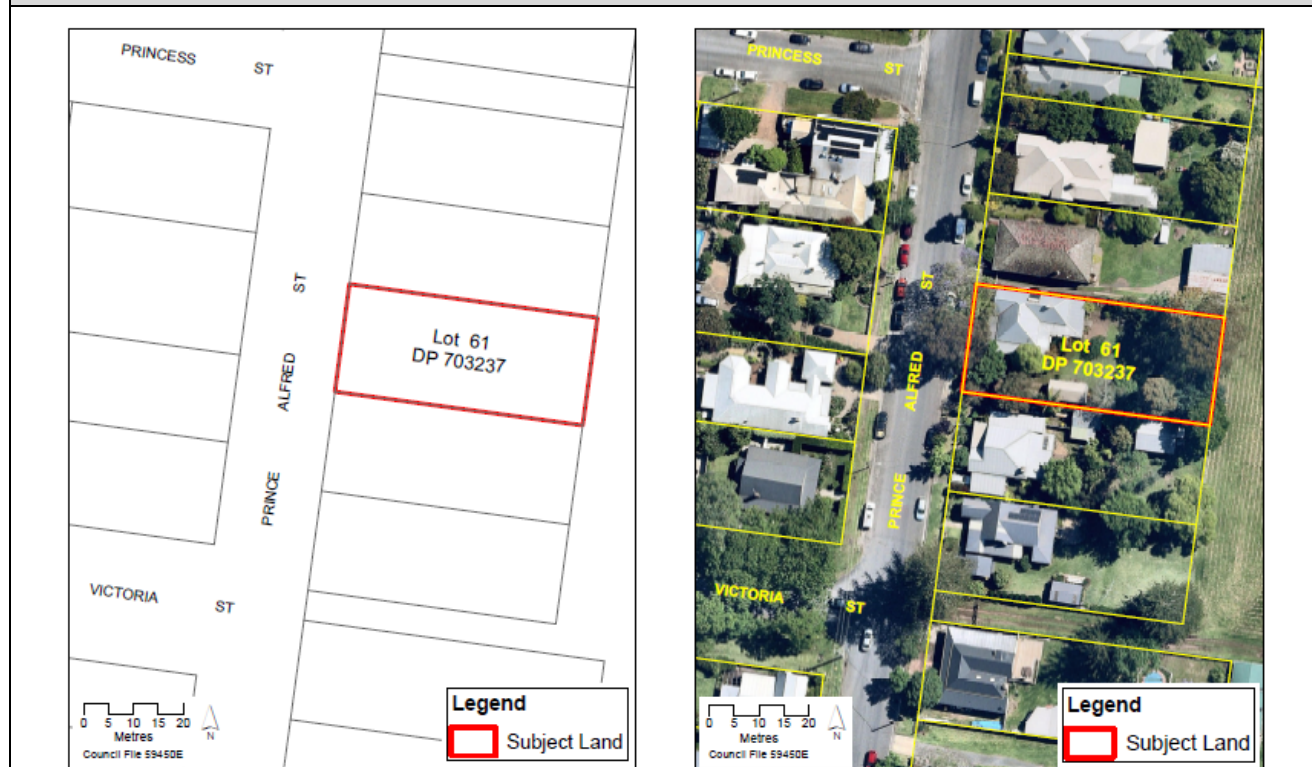 PRINCESS ST
Lot 61
DP 703237
PRINCE ALFRED ST
VICTORIA ST
0 5 10 15 20
Metres
Council File 59450E
N
Legend
Subject Land
PRINCESS ST
Lot 61
DP 703237
PRINCE ALFRED ST
VICTORIA ST
0 5 10 15 20
Metres
Council File 59450E
N
Legend
Subject Land